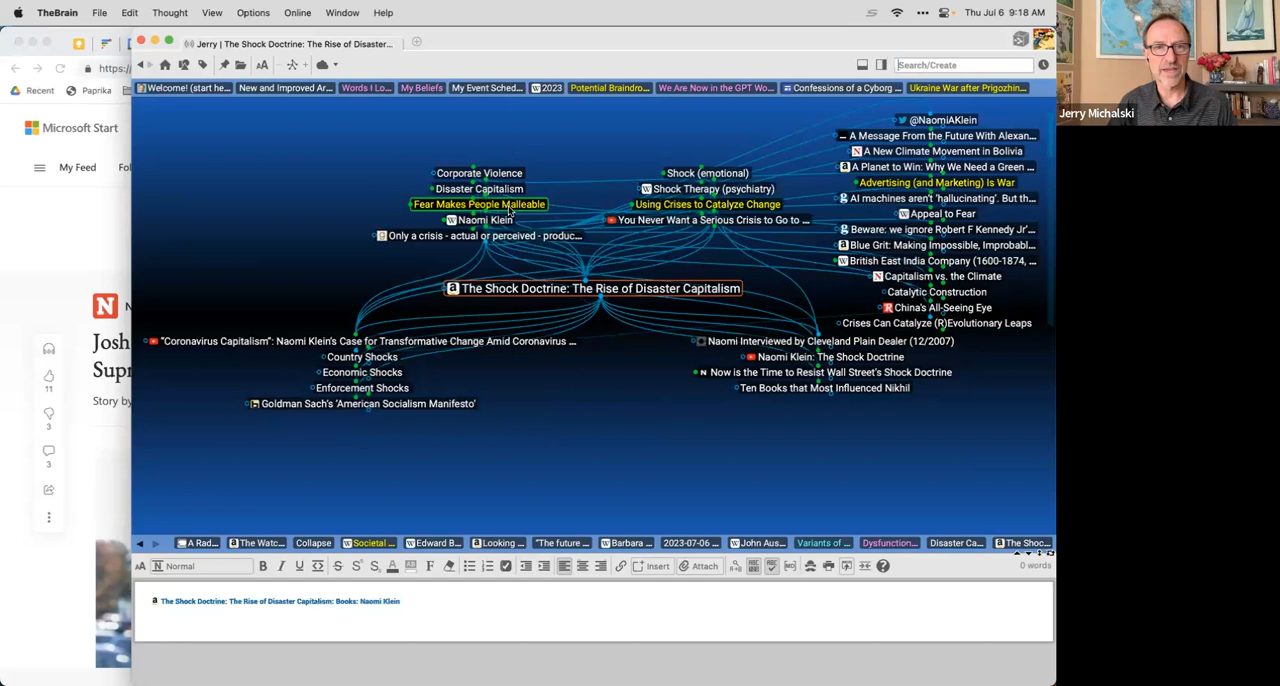 TheBrain File Edit Thought View Options Online Window Help
Thu Jul 6 9:18 AM
Jerry | The Shock Doctrine: The Rise of Disaster...
Search/Create
https:/
Recent Paprika
Welcome! (start he... New and Improved Ar... Words I Lo... My Beliefs My Event Sched... 2023 Potential Braindro... We Are Now in the GPT Wo... Confessions of a Cyborg ... Ukraine War after Prigozhin...
Jerry Michalski
Microsoft Start
My Feed
@NaomiAKlein
A Message From the Future With Alexan...
A New Climate Movement in Bolivia
A Planet to Win: Why We Need a Green ...
Advertising (and Marketing) Is War
AI machines aren't 'hallucinating'. But th...
Appeal to Fear
Beware: we ignore Robert F Kennedy Jr'...
Blue Grit: Making Impossible, Improbabl...
British East India Company (1600-1874, ...
Capitalism vs. the Climate
Catalytic Construction
China's All-Seeing Eye
Crises Can Catalyze (R)Evolutionary Leaps
Corporate Violence
Disaster Capitalism
Fear Makes People Malleable
Naomi Klein
Only a crisis - actual or perceived - produc...
Shock (emotional)
Shock Therapy (psychiatry)
Using Crises to Catalyze Change
You Never Want a Serious Crisis to Go to ...
The Shock Doctrine: The Rise of Disaster Capitalism
"Coronavirus Capitalism": Naomi Klein's Case for Transformative Change Amid Coronavirus ...
Country Shocks
Economic Shocks
Enforcement Shocks
Goldman Sach's 'American Socialism Manifesto'
Naomi Interviewed by Cleveland Plain Dealer (12/2007)
Naomi Klein: The Shock Doctrine
Now is the Time to Resist Wall Street's Shock Doctrine
Ten Books that Most Influenced Nikhil
Josh
Supr
Story by
11
3
3
A Rad... The Watc... Collapse Societal ... Edward B... Looking ... "The future ... Barbara ... 2023-07-06 ... John Aus... Variants of ... Dysfunction... Disaster Ca... The Shoc...
Normal
Insert
Attach
0 words
The Shock Doctrine: The Rise of Disaster Capitalism: Books: Naomi Klein